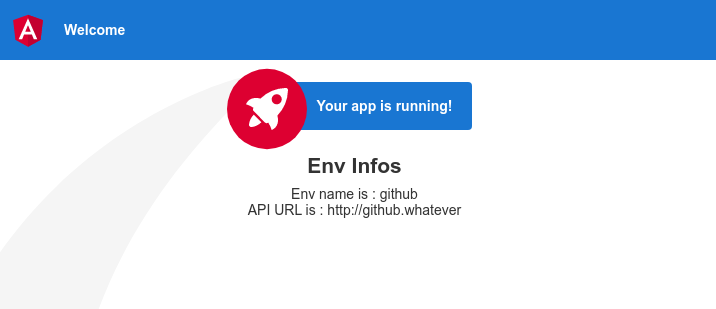 Welcome
Your app is running!
Env Infos
Env name is : github
API URL is : http://github.whatever